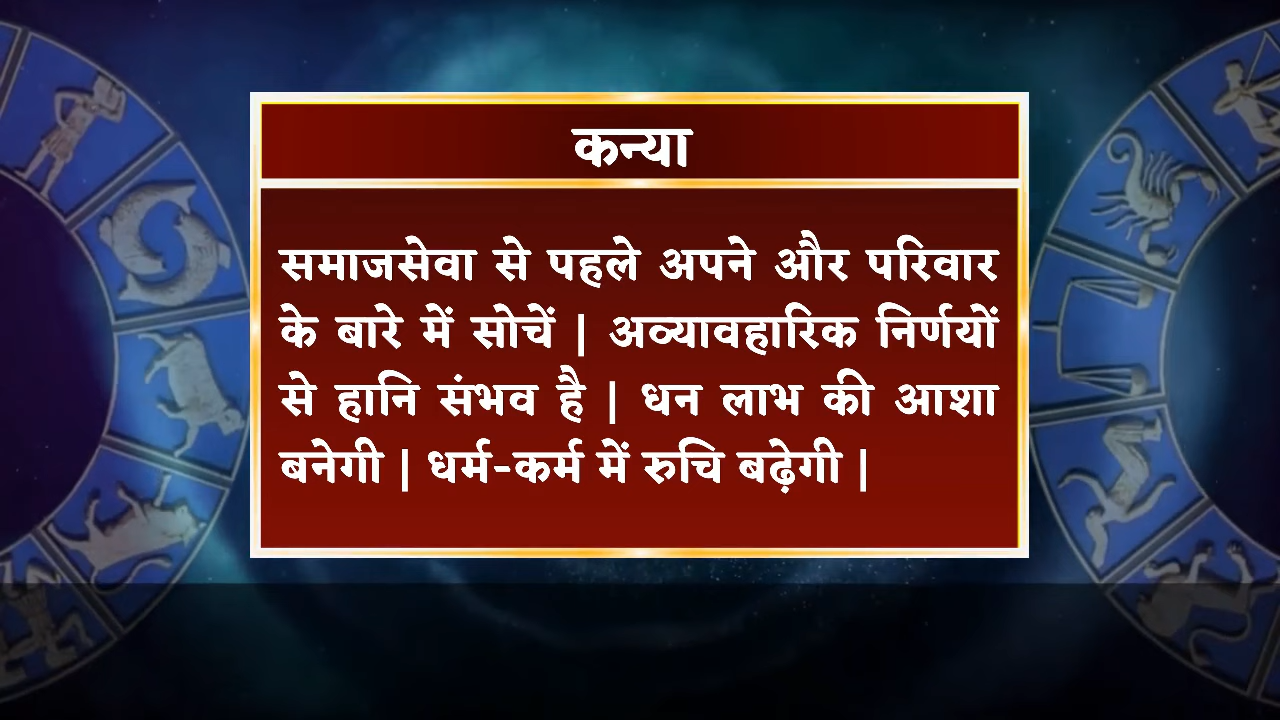 कन्या
समाजसेवा से पहले अपने और परिवार
के बारे में सोचें | अव्यावहारिक निर्णयों
से हानि संभव है | धन लाभ की आशा
बनेगी | धर्म-कर्म में रुचि बढ़ेगी |